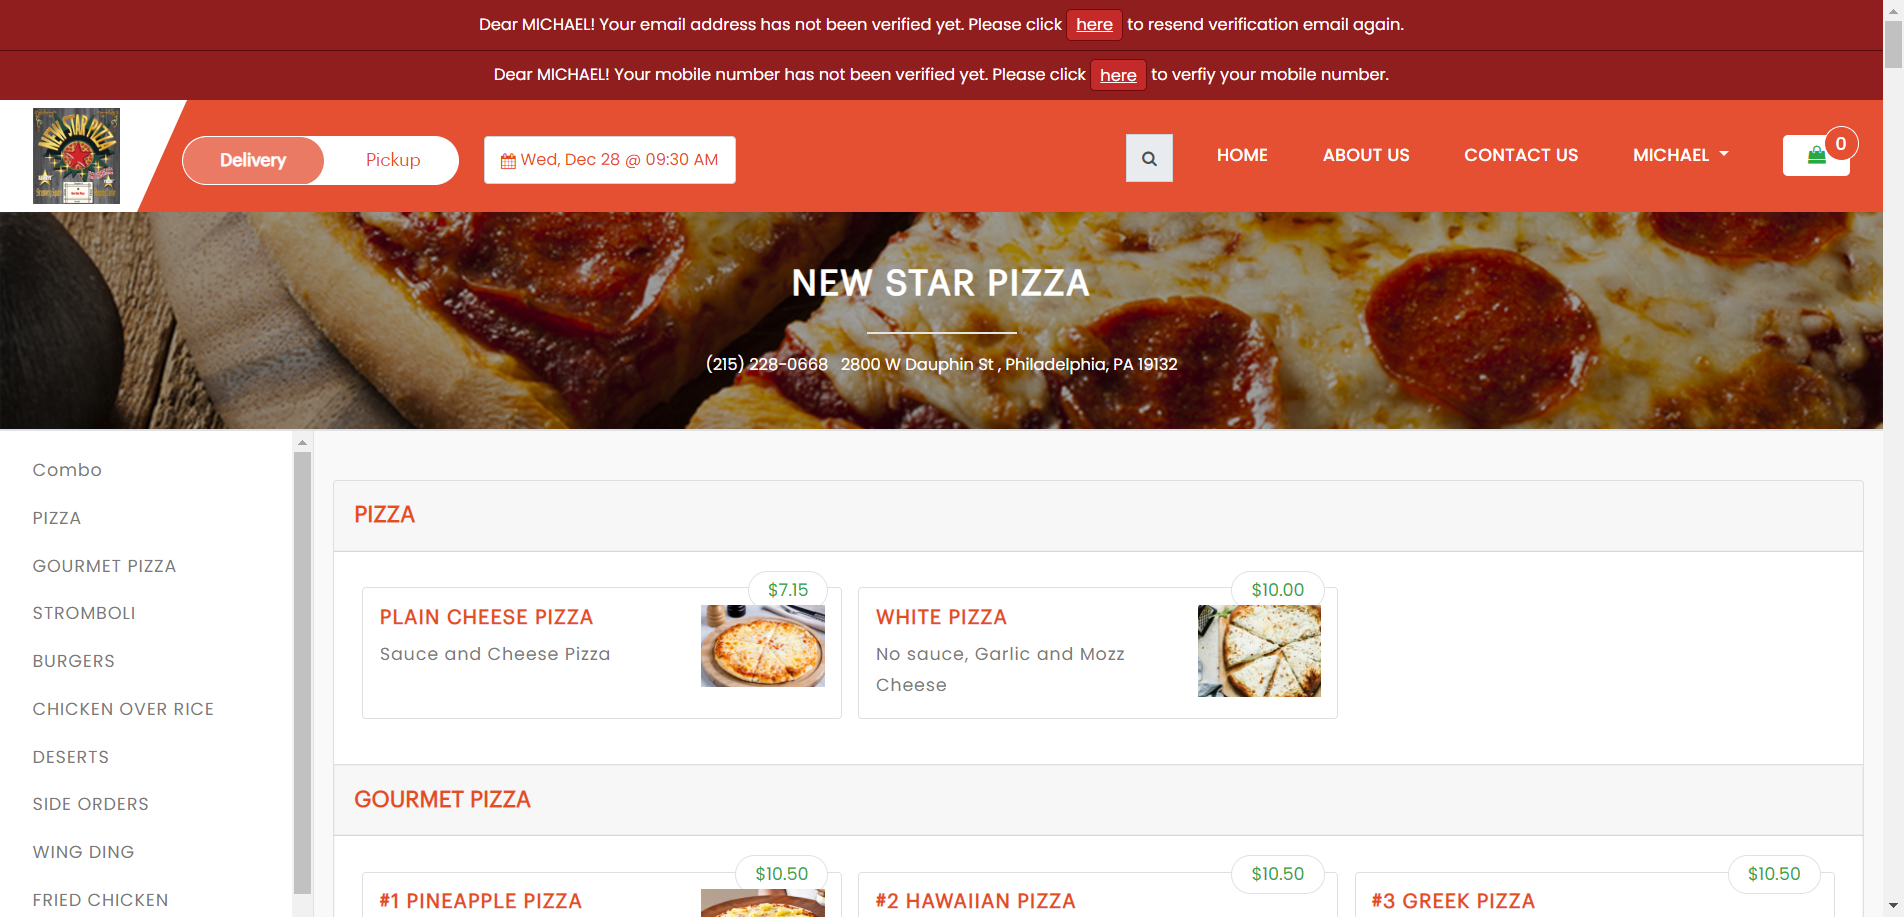 Dear MICHAEL! Your email address has not been verified yet. Please click here to resend verification email again.
Dear MICHAEL! Your mobile number has not been verified yet. Please click here to verfiy your mobile number.
NEW STAR PIZZA
Delivery
Pickup
Wed, Dec 28 @ 09:30 AM
HOME
ABOUT US
CONTACT US
MICHAEL
0
NEW STAR PIZZA
(215) 228-0668 2800 W Dauphin St , Philadelphia, PA 19132
Combo
PIZZA
GOURMET PIZZA
STROMBOLI
BURGERS
CHICKEN OVER RICE
DESERTS
SIDE ORDERS
WING DING
FRIED CHICKEN
PIZZA
$7.15
PLAIN CHEESE PIZZA
Sauce and Cheese Pizza
$10.00
WHITE PIZZA
No sauce, Garlic and Mozz
Cheese
GOURMET PIZZA
$10.50
#1 PINEAPPLE PIZZA
$10.50
#2 HAWAIIAN PIZZA
$10.50
#3 GREEK PIZZA